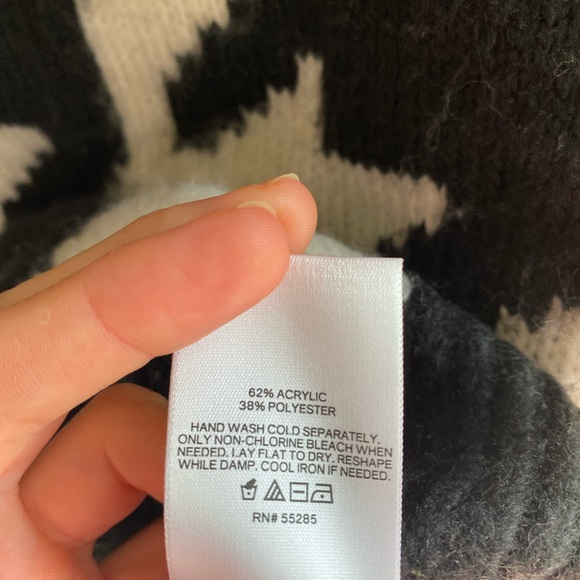 62% ACRYLIC
38% POLYESTER
HAND WASH COLD SEPARATELY.
ONLY NON-CHLORINE BLEACH WHEN
NEEDED. LAY FLAT TO DRY. RESHAPE
WHILE DAMP. COOL IRON IF NEEDED.
RN# 55285